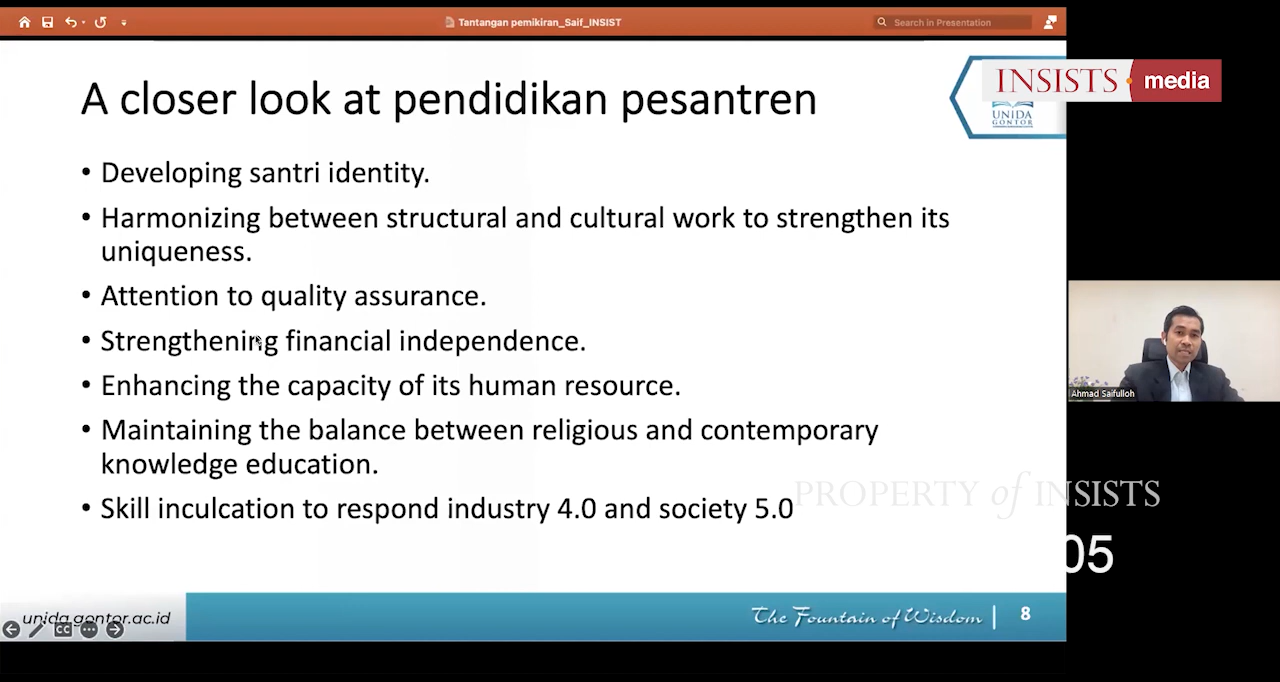 Tantangan pemikiran_Saif_INSIST
Search in Presentation
A closer look at pendidikan pesantren
INSISTS media
UNIDA
GONTOR
• Developing santri identity.
• Harmonizing between structural and cultural work to strengthen its
uniqueness.
• Attention to quality assurance.
• Strengthening financial independence.
• Enhancing the capacity of its human resource.
• Maintaining the balance between religious and contemporary
knowledge education.
• Skill inculcation to respond industry 4.0 and society 5.0
Ahmad Saifulloh
PROPERTY of INSISTS
05
unida.gontor.ac.id
CC
The Fountain of Wisdom | 8